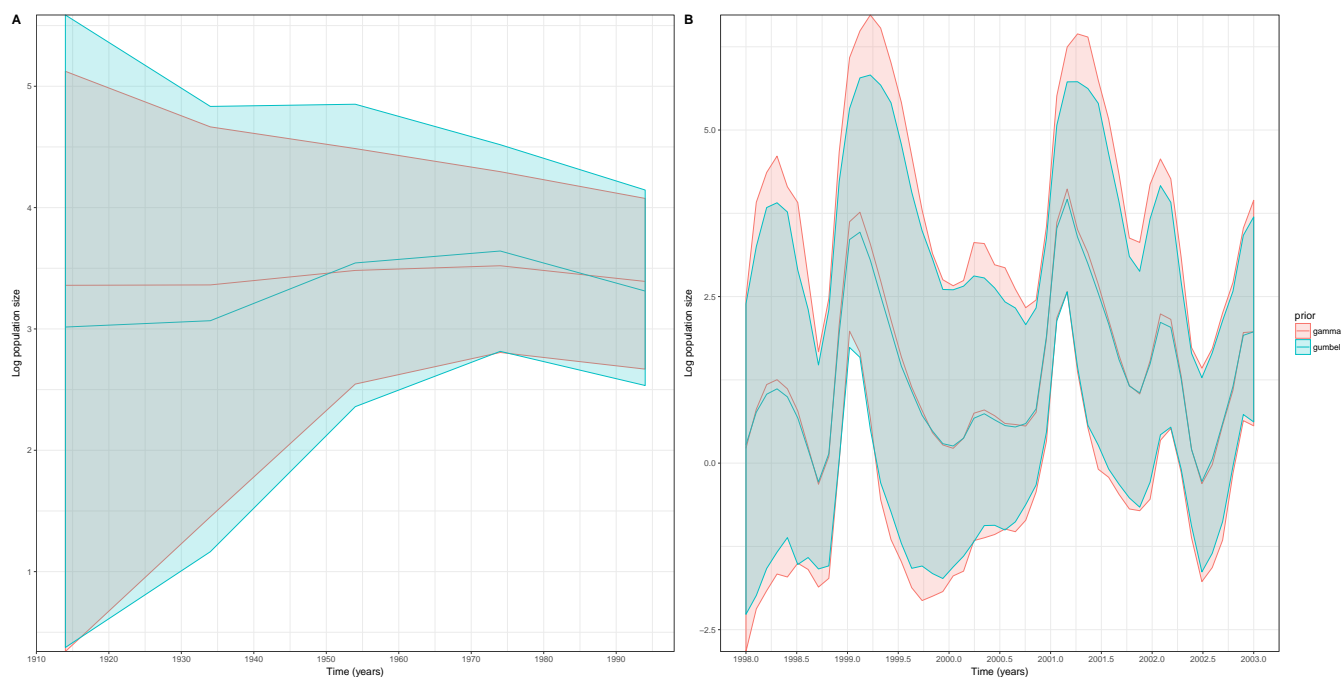 A
Log population size
5
4
3
2
1
1910 1920 1930 1940 1950 1960 1970 1980 1990
Time (years)
B
Log population size
5.0
2.5
0.0
−2.5
1998.0 1998.5 1999.0 1999.5 2000.0 2000.5 2001.0 2001.5 2002.0 2002.5 2003.0
Time (years)
prior
gamma
gumbel